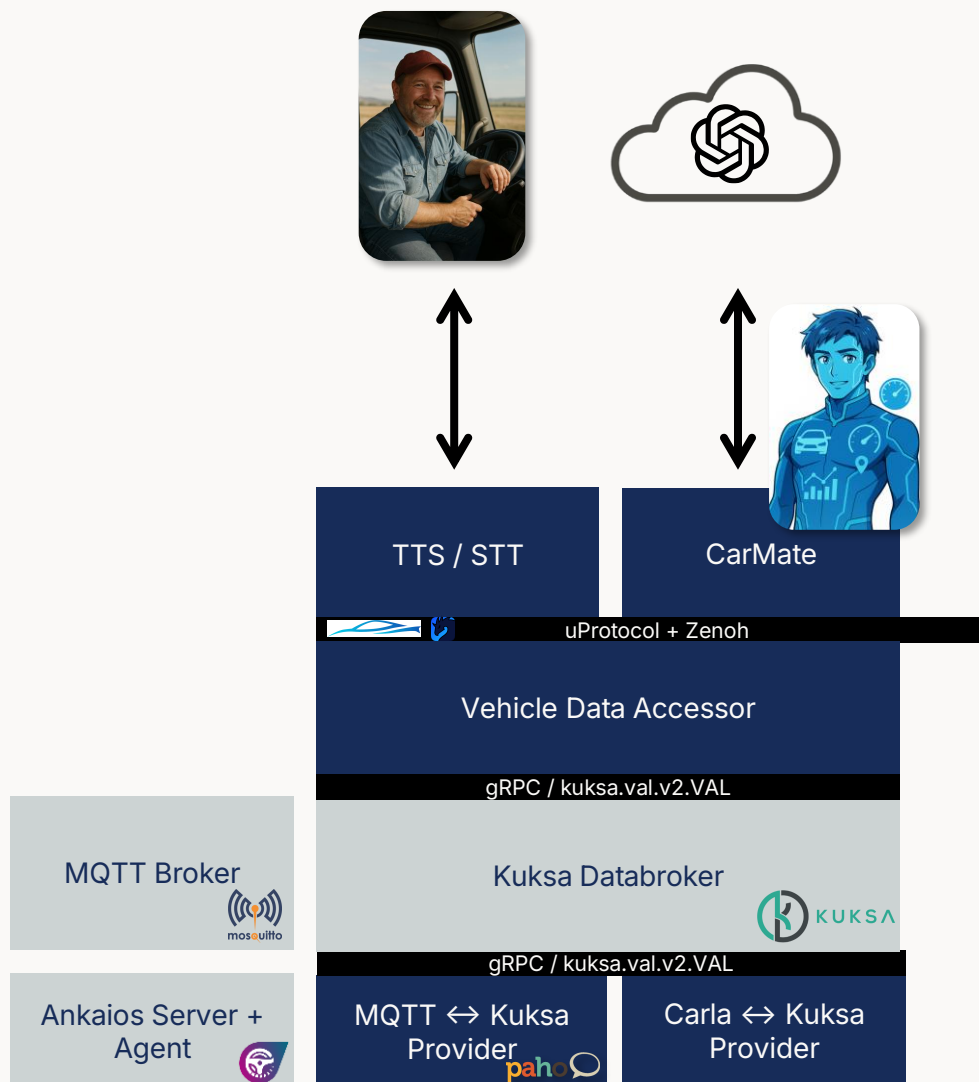 TTS / STT
CarMate
uProtocol + Zenoh
Vehicle Data Accessor
gRPC / kuksa.val.v2.VAL
MQTT Broker
mosquitto
Kuksa Databroker
KUKSA
gRPC / kuksa.val.v2.VAL
Ankaios Server +
Agent
MQTT ↔ Kuksa
Provider
paho
Carla ↔ Kuksa
Provider